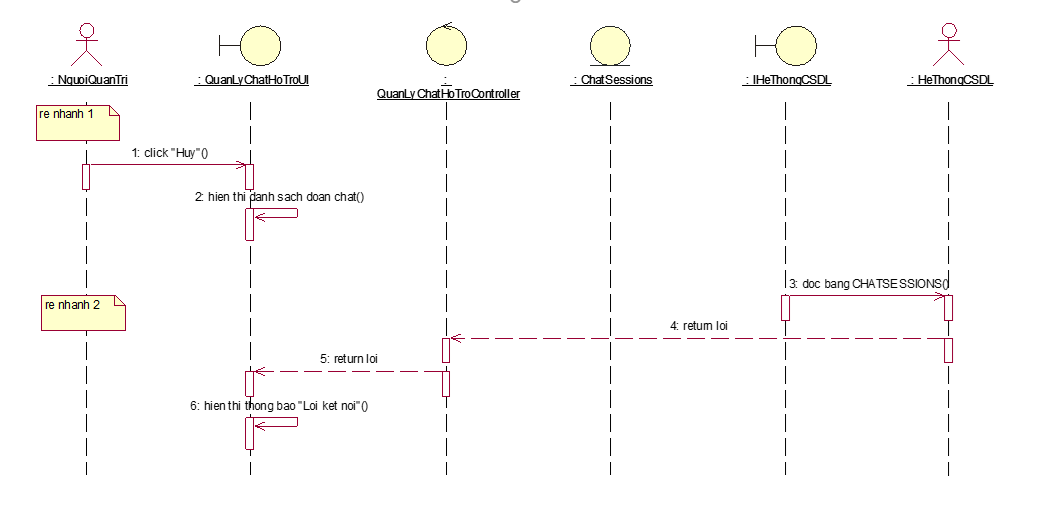 : NguoiQuanTri
: QuanLyChatHoTroUI
:
QuanLyChatHoTroController
: ChatSessions
: IHeThongCSDL
: HeThongCSDL
re nhanh 1
1: click "Huy"()
2: hien thi danh sach doan chat()
re nhanh 2
3: doc bang CHATSESSIONS()
4: return loi
5: return loi
6: hien thi thong bao "Loi ket noi"()